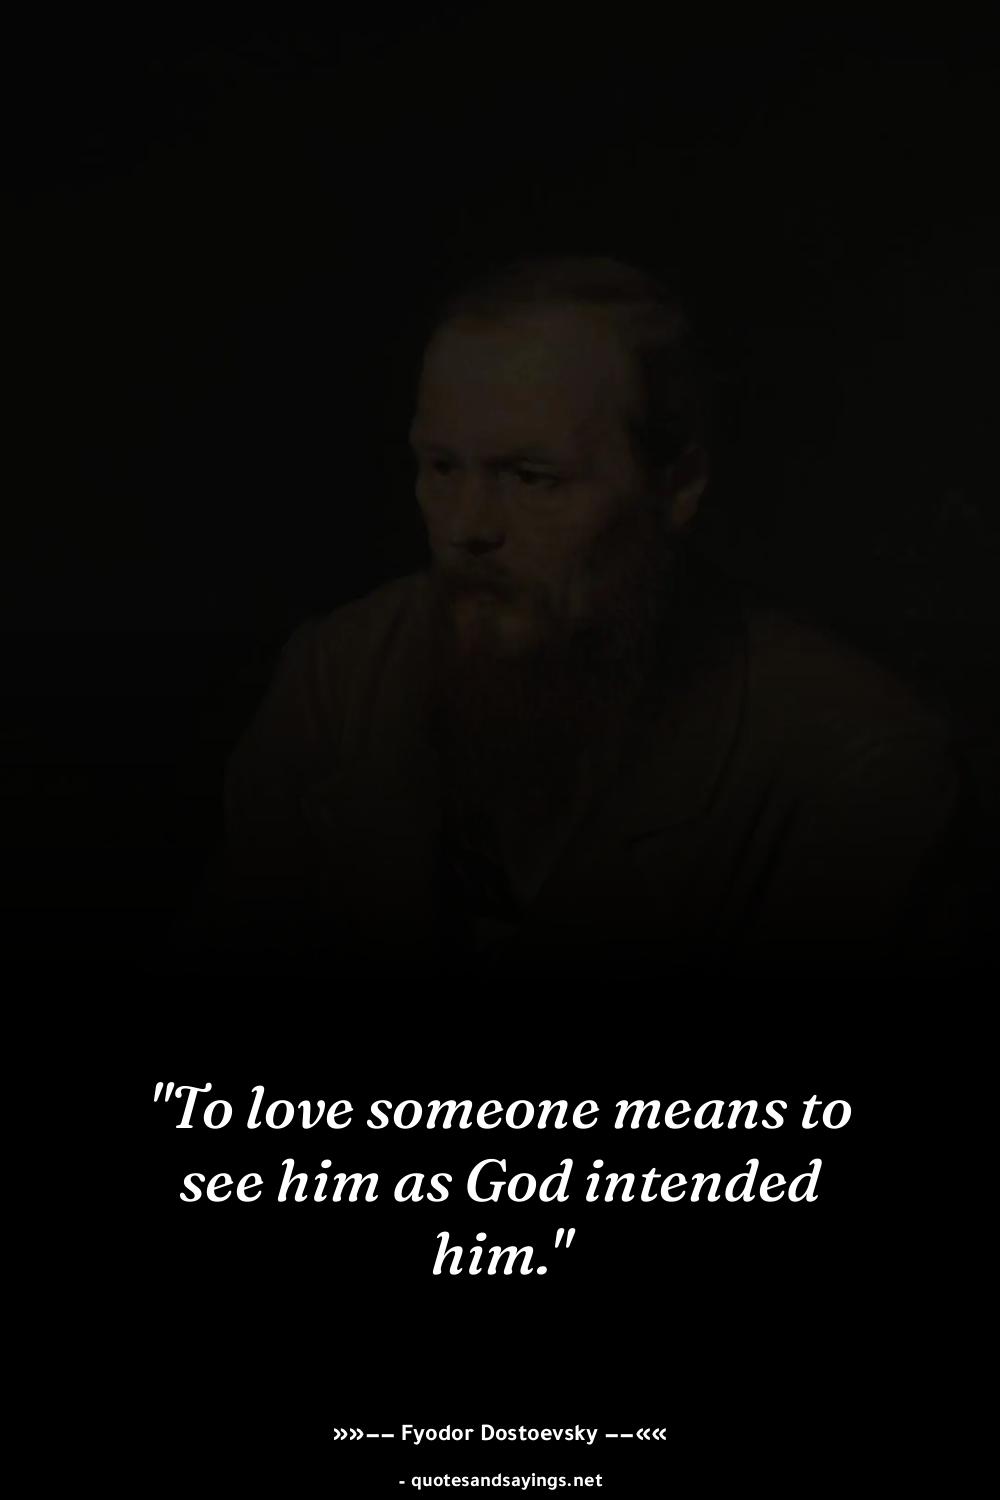 "To love someone means to
see him as God intended
him."
»»−− Fyodor Dostoevsky −−««
- quotesandsayings.net